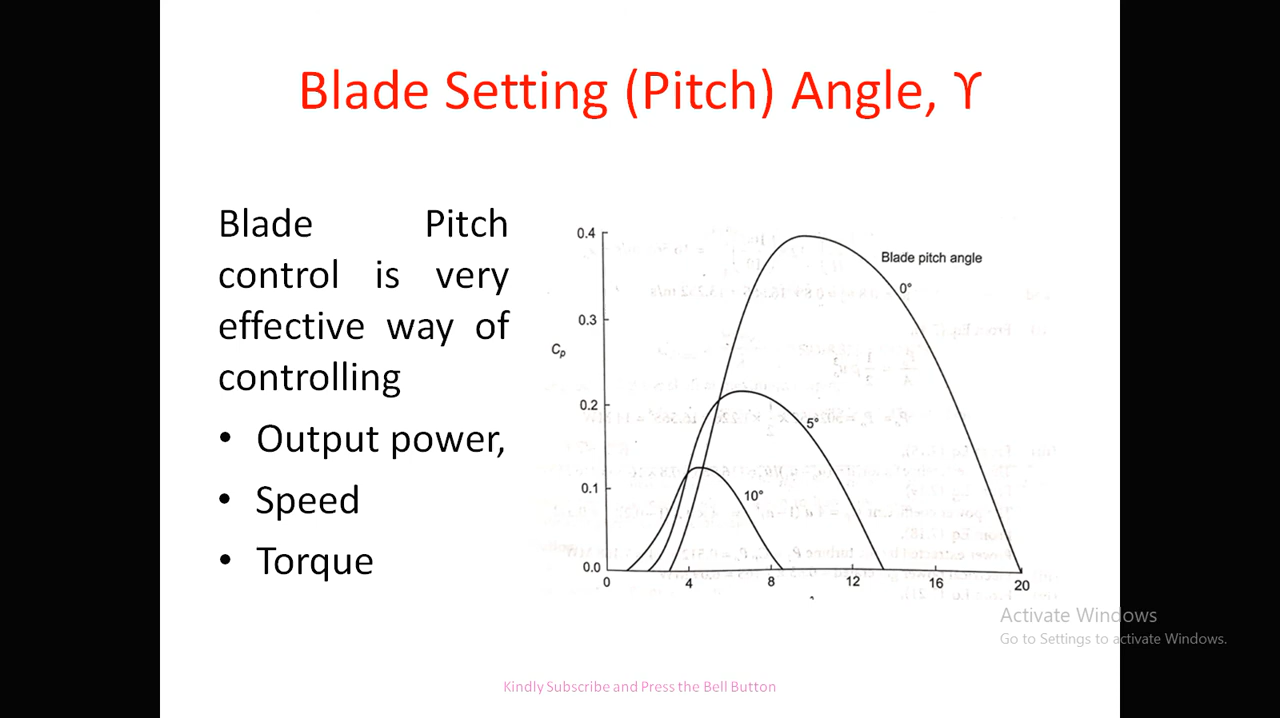 Blade Setting (Pitch) Angle, ϒ
Blade Pitch
control is very
effective way of
controlling
• Output power,
• Speed
• Torque
0.4
Blade pitch angle
0°
0.3
Cp
0.2
5°
0.1
10°
0.0
0 4 8 12 16 20
Activate Windows
Go to Settings to activate Windows.
Kindly Subscribe and Press the Bell Button